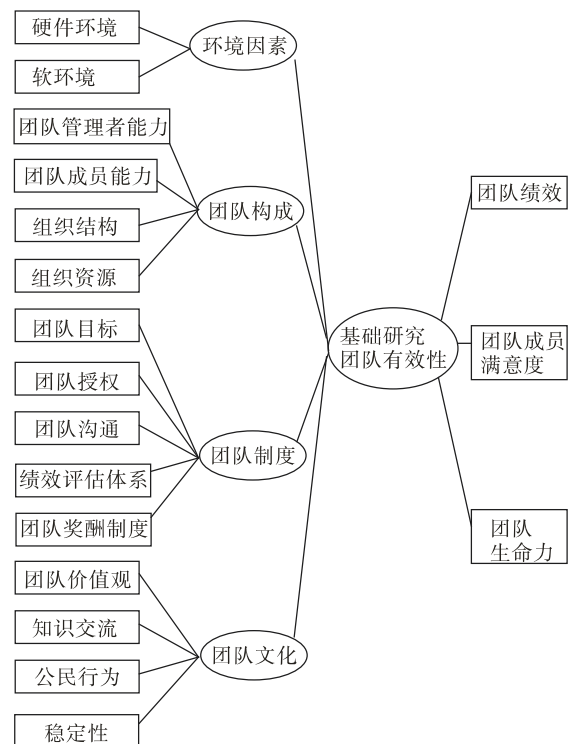 硬件环境
软环境
环境因素
团队管理者能力
团队成员能力
组织结构
组织资源
团队构成
团队目标
团队授权
团队沟通
绩效评估体系
团队奖酬制度
团队制度
团队价值观
知识交流
公民行为
稳定性
团队文化
基础研究
团队有效性
团队绩效
团队成员
满意度
团队
生命力